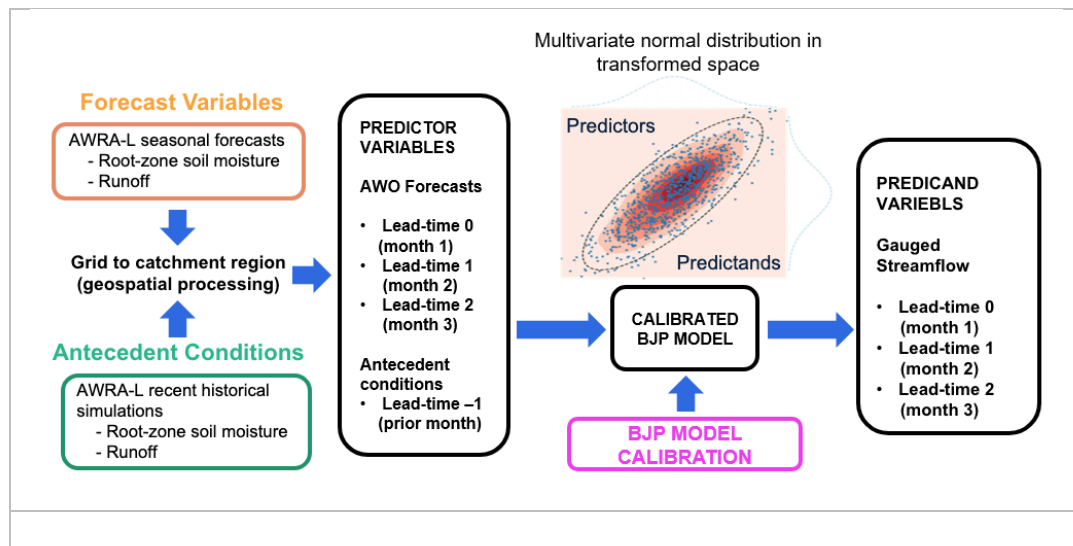 Multivariate normal distribution in
transformed space
Forecast Variables
AWRA-L seasonal forecasts
- Root-zone soil moisture
- Runoff
Grid to catchment region
(geospatial processing)
Antecedent Conditions
AWRA-L recent historical
simulations
- Root-zone soil moisture
- Runoff
PREDICTOR
VARIABLES
AWO Forecasts
• Lead-time 0
(month 1)
• Lead-time 1
(month 2)
• Lead-time 2
(month 3)
Antecedent
conditions
• Lead-time –1
(prior month)
Predictors
Predictands
CALIBRATED
BJP MODEL
BJP MODEL
CALIBRATION
PREDICAND
VARIEBLS
Gauged
Streamflow
• Lead-time 0
(month 1)
• Lead-time 1
(month 2)
• Lead-time 2
(month 3)